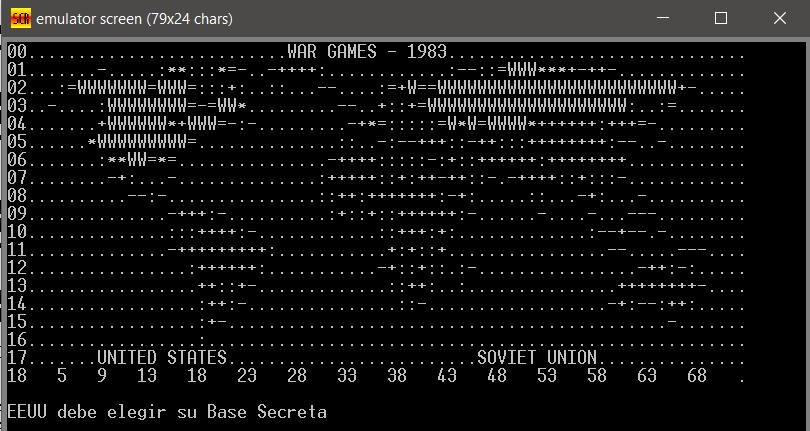 00..........................WAR GAMES - 1983..............................
01.......-.....:**:::*=-..-++++:............:--::=WWW***+-++-.............
02...:=WWWWWWW=WWW=:::+:..::...--....:=+W==WWWWWWWWWWWWWWWWWWWWWWWW+-.....
03..-....:WWWWWWWW=-=WW*.........--..+::+=WWWWWWWWWWWWWWWWWWWW:..:=.......
04.......+WWWWWW*+WWW=-:-.........-+*=:::::=W*W=WWWW*++++++:+++=-.........
05......*WWWWWWWWW=..............::..-:--+++::-++:::++++++++:--..-........
06.......:**WW=*=...............-++++:::::-:+::++++++:++++++++............
07........-+:...-..............:+++++::+:++-++::-.-++++::+:::-............
08..........--:-...............::++:+++++++:-+:.....::...-+:...-..........
09..............-+++:-..........:+::+::++++++:-......-....-...---.........
10..............:::++++:-............::+++:+:..............:--+--.-.......
11..............-+++++++++:...........+:+::+................--.....---....
12................:++++++:...........-+::+:+:.-................-++:-:.....
13.................++::+-.............::++:.:................++++++++-....
14.................:++:-...............::-..................-+:--:++:.....
15.................:+-............................................-.......
16.................:......................................................
17.......UNITED STATES.........................SOVIET UNION...............
18   5   9   13   18   23   28   33   38   43   48   53   58   63   68   .
EEUU debe elegir su Base Secreta
emulator screen (79x24 chars)